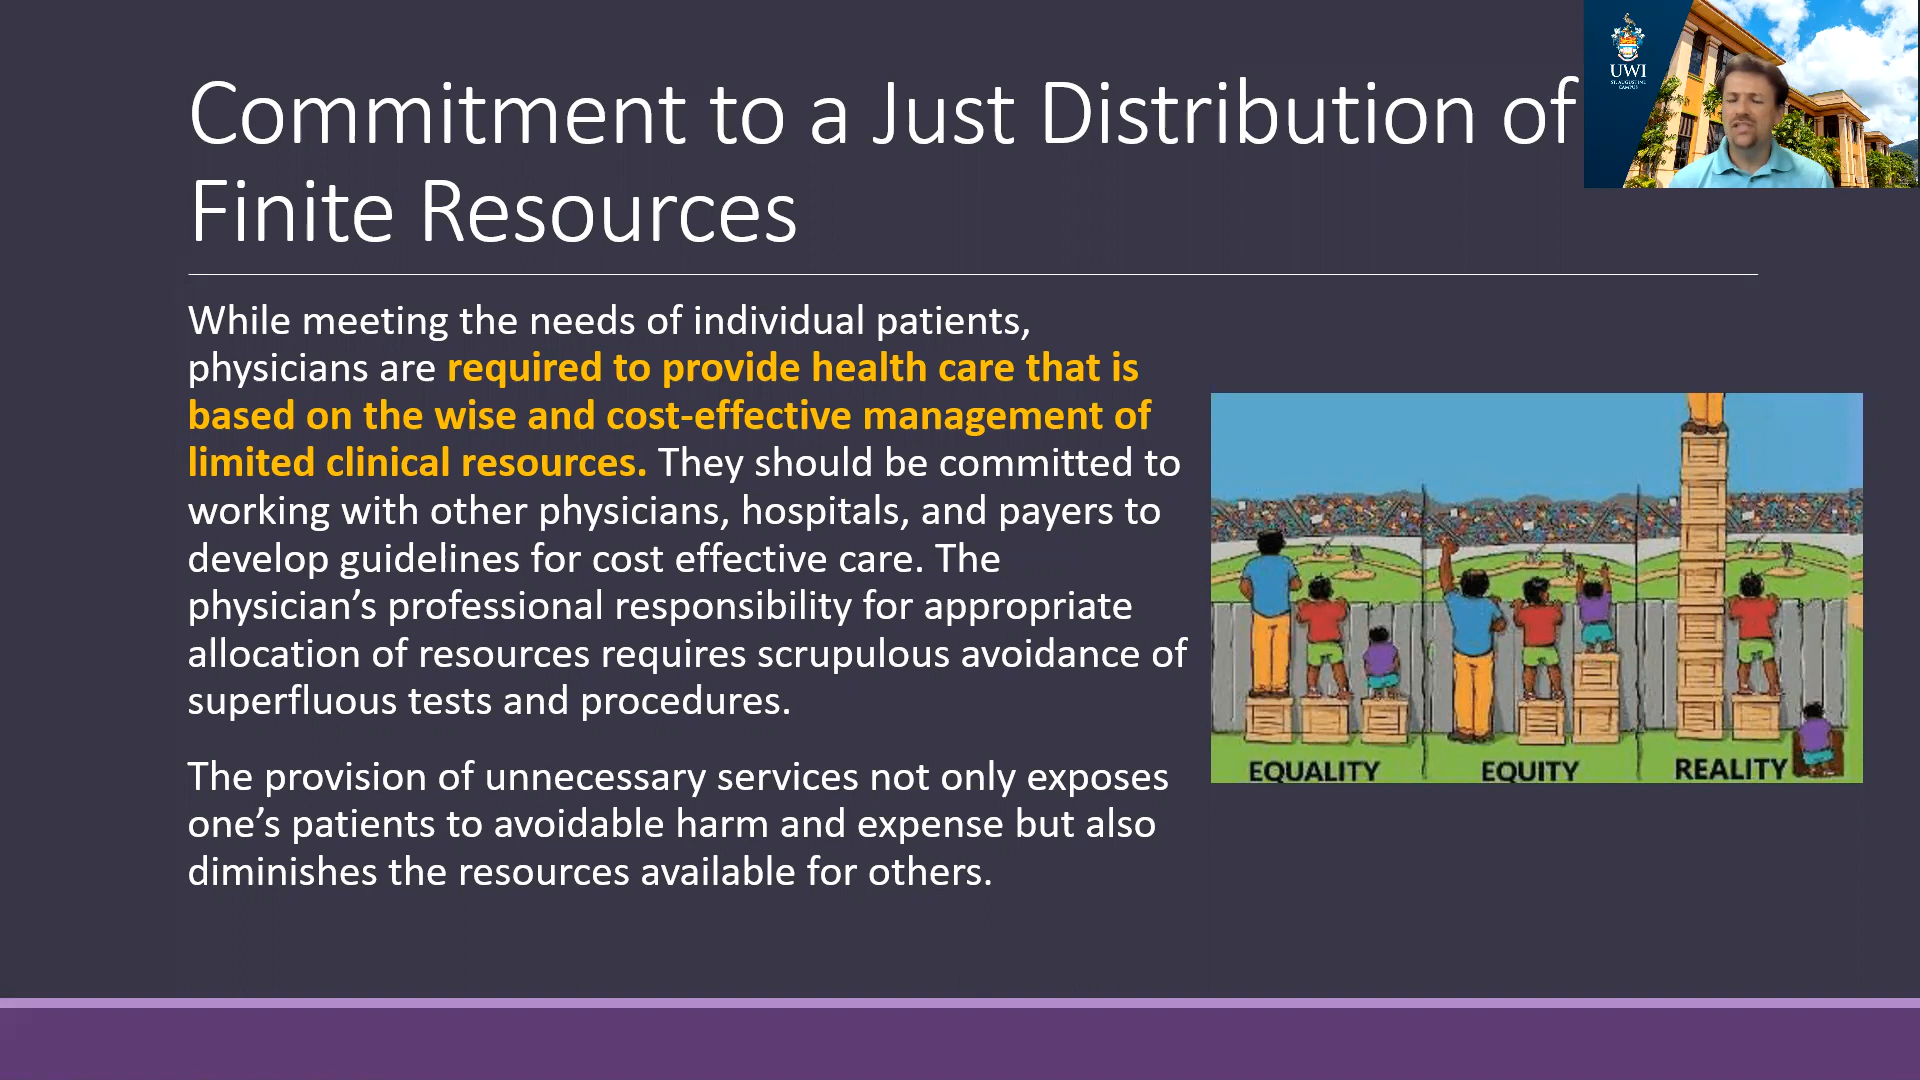 Commitment to a Just Distribution of
Finite Resources
While meeting the needs of individual patients,
physicians are required to provide health care that is
based on the wise and cost-effective management of
limited clinical resources. They should be committed to
working with other physicians, hospitals, and payers to
develop guidelines for cost effective care. The
physician’s professional responsibility for appropriate
allocation of resources requires scrupulous avoidance of
superfluous tests and procedures.
The provision of unnecessary services not only exposes
one’s patients to avoidable harm and expense but also
diminishes the resources available for others.
EQUALITY
EQUITY
REALITY
UWI
ST. AUGUSTINE
CAMPUS